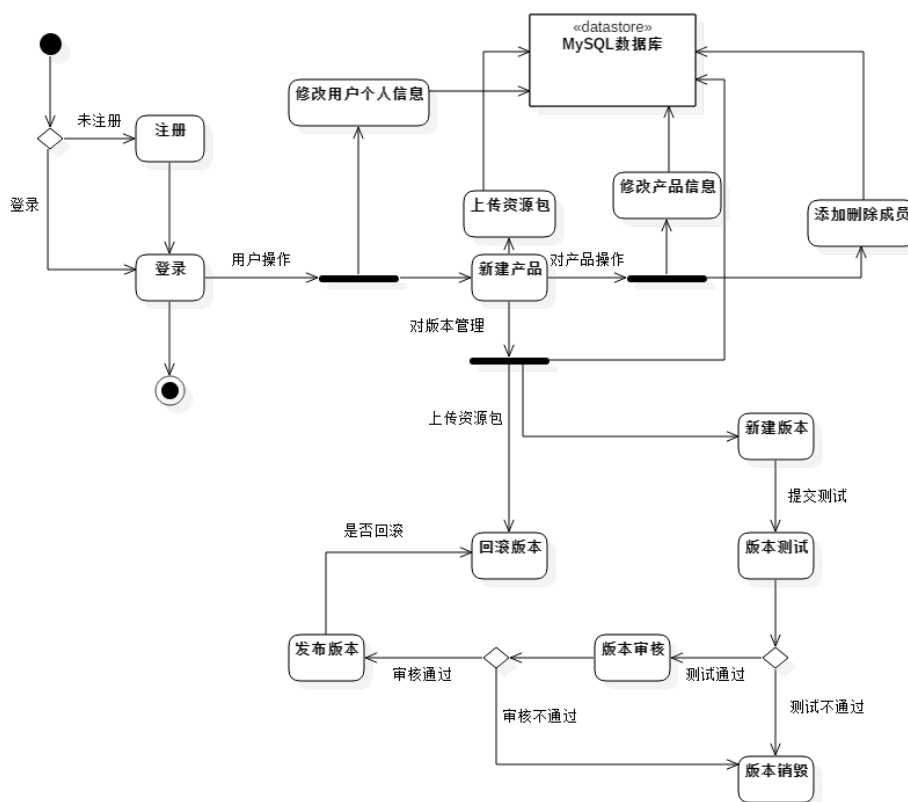 «datastore»
MySQL数据库
修改用户个人信息
未注册
注册
修改产品信息
上传资源包
登录
添加删除成员
登录
用户操作
新建产品
对产品操作
对版本管理
上传资源包
新建版本
提交测试
是否回滚
回滚版本
版本测试
发布版本
审核通过
版本审核
测试通过
审核不通过
测试不通过
版本销毁